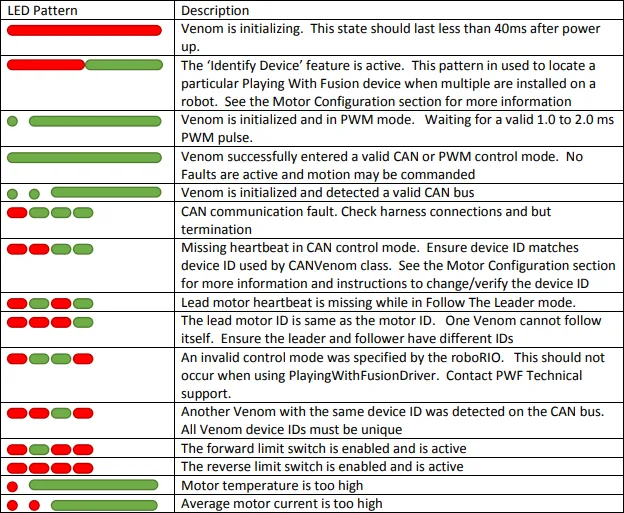 LED Pattern Description
Venom is initializing. This state should last less than 40ms after power
up.
The ‘Identify Device’ feature is active. This pattern in used to locate a
particular Playing With Fusion device when multiple are installed on a
robot. See the Motor Configuration section for more information
Venom is initialized and in PWM mode. Waiting for a valid 1.0 to 2.0 ms
PWM pulse.
Venom successfully entered a valid CAN or PWM control mode. No
Faults are active and motion may be commanded
Venom is initialized and detected a valid CAN bus
CAN communication fault. Check harness connections and but
termination
Missing heartbeat in CAN control mode. Ensure device ID matches
device ID used by CANVenom class. See the Motor Configuration section
for more information and instructions to change/verify the device ID
Lead motor heartbeat is missing while in Follow The Leader mode.
The lead motor ID is same as the motor ID. One Venom cannot follow
itself. Ensure the leader and follower have different IDs
An invalid control mode was specified by the roboRIO. This should not
occur when using PlayingWithFusionDriver. Contact PWF Technical
support.
Another Venom with the same device ID was detected on the CAN bus.
All Venom device IDs must be unique
The forward limit switch is enabled and is active
The reverse limit switch is enabled and is active
Motor temperature is too high
Average motor current is too high